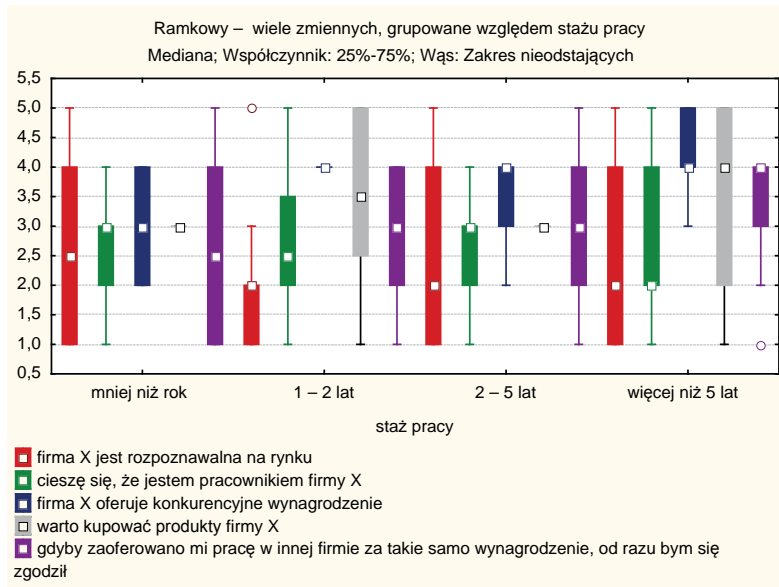 Ramkowy – wiele zmiennych, grupowane względem stażu pracy
Mediana; Współczynnik: 25%-75%; Wąs: Zakres nieodstających
5,5
5,0
4,5
4,0
3,5
3,0
2,5
2,0
1,5
1,0
0,5
mniej niż rok
1 – 2 lat
2 – 5 lat
więcej niż 5 lat
staż pracy
firma X jest rozpoznawalna na rynku
cieszę się, że jestem pracownikiem firmy X
firma X oferuje konkurencyjne wynagrodzenie
warto kupować produkty firmy X
gdyby zaoferowano mi pracę w innej firmie za takie samo wynagrodzenie, od razu bym się
zgodził